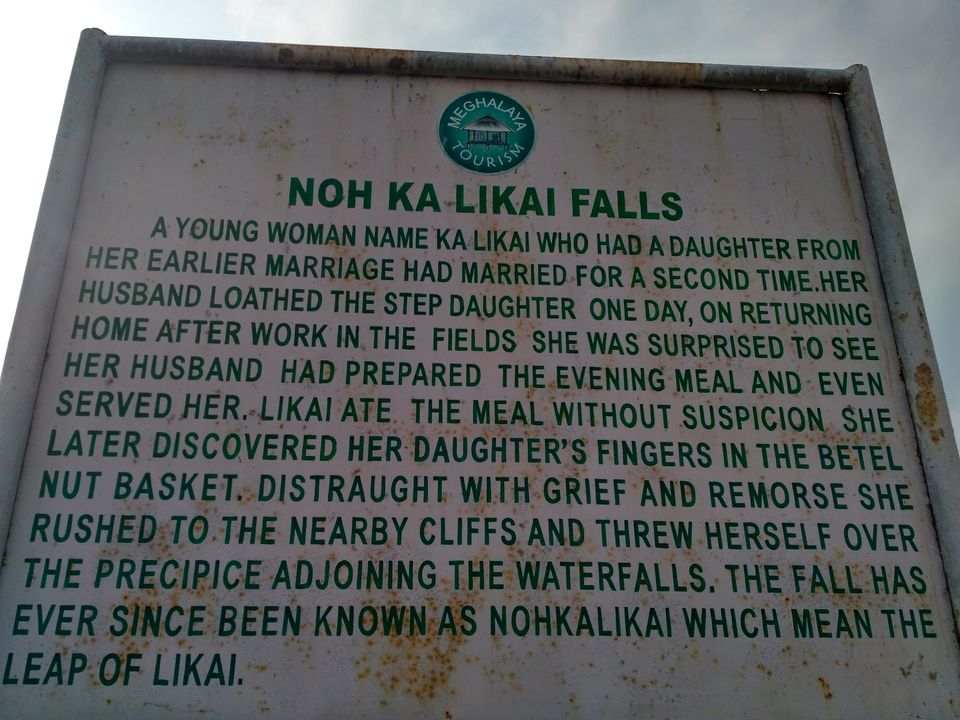 MEGHALAYA
TOURISM
NOH KA LIKAI FALLS
A YOUNG WOMAN NAME KA LIKAI WHO HAD A DAUGHTER FROM
HER EARLIER MARRIAGE HAD MARRIED FOR A SECOND TIME.HER
HUSBAND LOATHED THE STEP DAUGHTER ONE DAY, ON RETURNING
HOME AFTER WORK IN THE FIELDS SHE WAS SURPRISED TO SEE
HER HUSBAND HAD PREPARED THE EVENING MEAL AND EVEN
SERVED HER. LIKAI ATE THE MEAL WITHOUT SUSPICION SHE
LATER DISCOVERED HER DAUGHTER'S FINGERS IN THE BETEL
NUT BASKET. DISTRAUGHT WITH GRIEF AND REMORSE SHE
RUSHED TO THE NEARBY CLIFFS AND THREW HERSELF OVER
THE PRECIPICE ADJOINING THE WATERFALLS. THE FALL HAS
EVER SINCE BEEN KNOWN AS NOHKALIKAI WHICH MEAN THE
LEAP OF LIKAI.